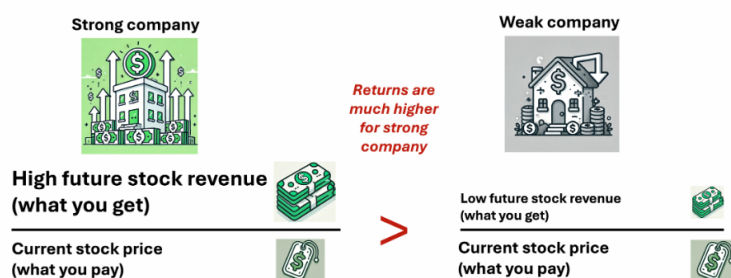 Strong company
Weak company
Returns are
much higher
for strong
company
High future stock revenue
(what you get)
Current stock price
(what you pay)
>
Low future stock revenue
(what you get)
Current stock price
(what you pay)